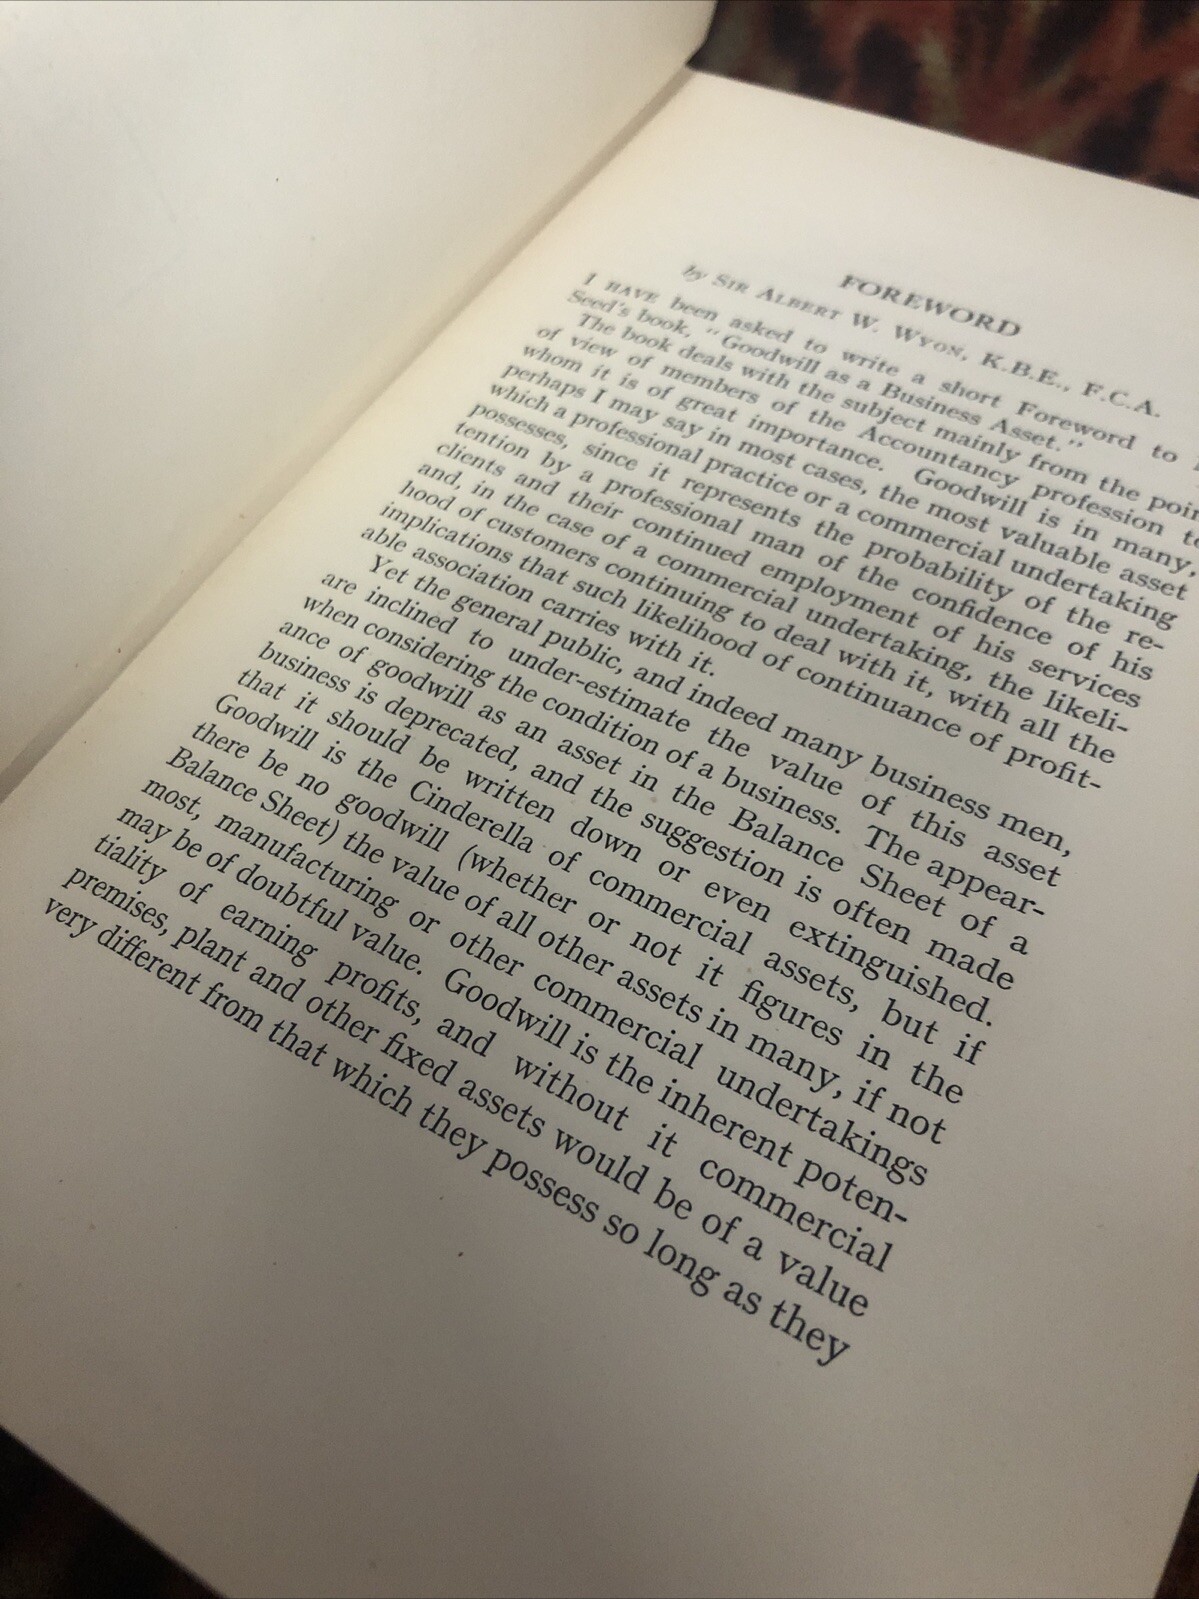 FOREWORD
by SIR ALBERT W. WYON, K.B.E., F.C.A.
I HAVE been asked to write a short Foreword to
Seed's book, "Goodwill as a Business Asset."
The book deals with the subject mainly from the poin
of view of members of the Accountancy profession to
whom it is of great importance. Goodwill is in many,
perhaps I may say in most cases, the most valuable asset
which a professional practice or a commercial undertaking
possesses, since it represents the probability of the re-
tention by a professional man of the confidence of his
clients and their continued employment of his services
and, in the case of a commercial undertaking, the likeli-
hood of customers continuing to deal with it, with all the
implications that such likelihood of continuance of profit-
able association carries with it.
Yet the general public, and indeed many business men,
are inclined to under-estimate the value of this asset
when considering the condition of a business. The appear-
ance of goodwill as an asset in the Balance Sheet of a
business is deprecated, and the suggestion is often made
that it should be written down or even extinguished.
Goodwill is the Cinderella of commercial assets, but if
there be no goodwill (whether or not it figures in the
Balance Sheet) the value of all other assets in many, if not
most, manufacturing or other commercial undertakings
may be of doubtful value. Goodwill is the inherent poten-
tiality of earning profits, and without it commercial
premises, plant and other fixed assets would be of a value
very different from that which they possess so long as they